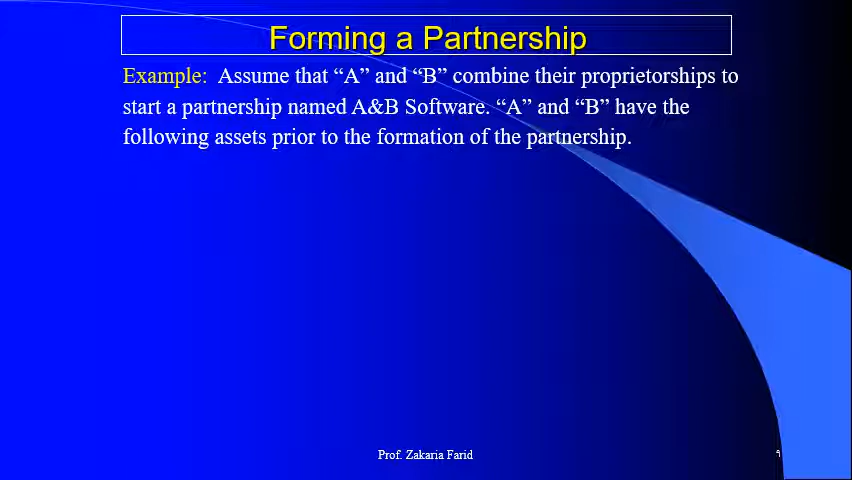 Forming a Partnership
Example: Assume that “A” and “B” combine their proprietorships to
start a partnership named A&B Software. “A” and “B” have the
following assets prior to the formation of the partnership.
Prof. Zakaria Farid
٩